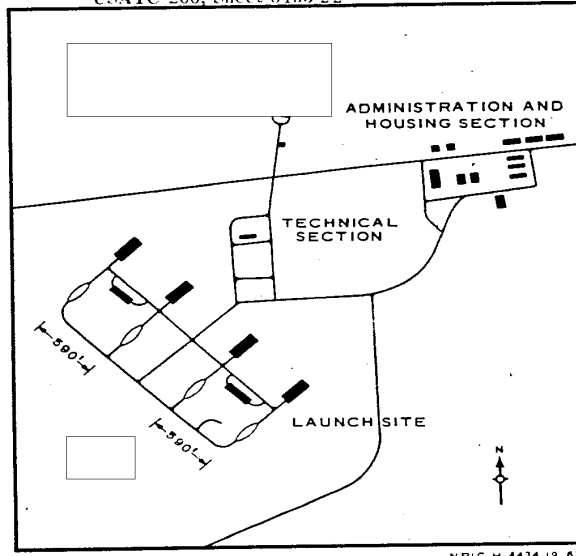 ADMINISTRATION AND
HOUSING SECTION
TECHNICAL
SECTION
590'
590'
LAUNCH SITE
N